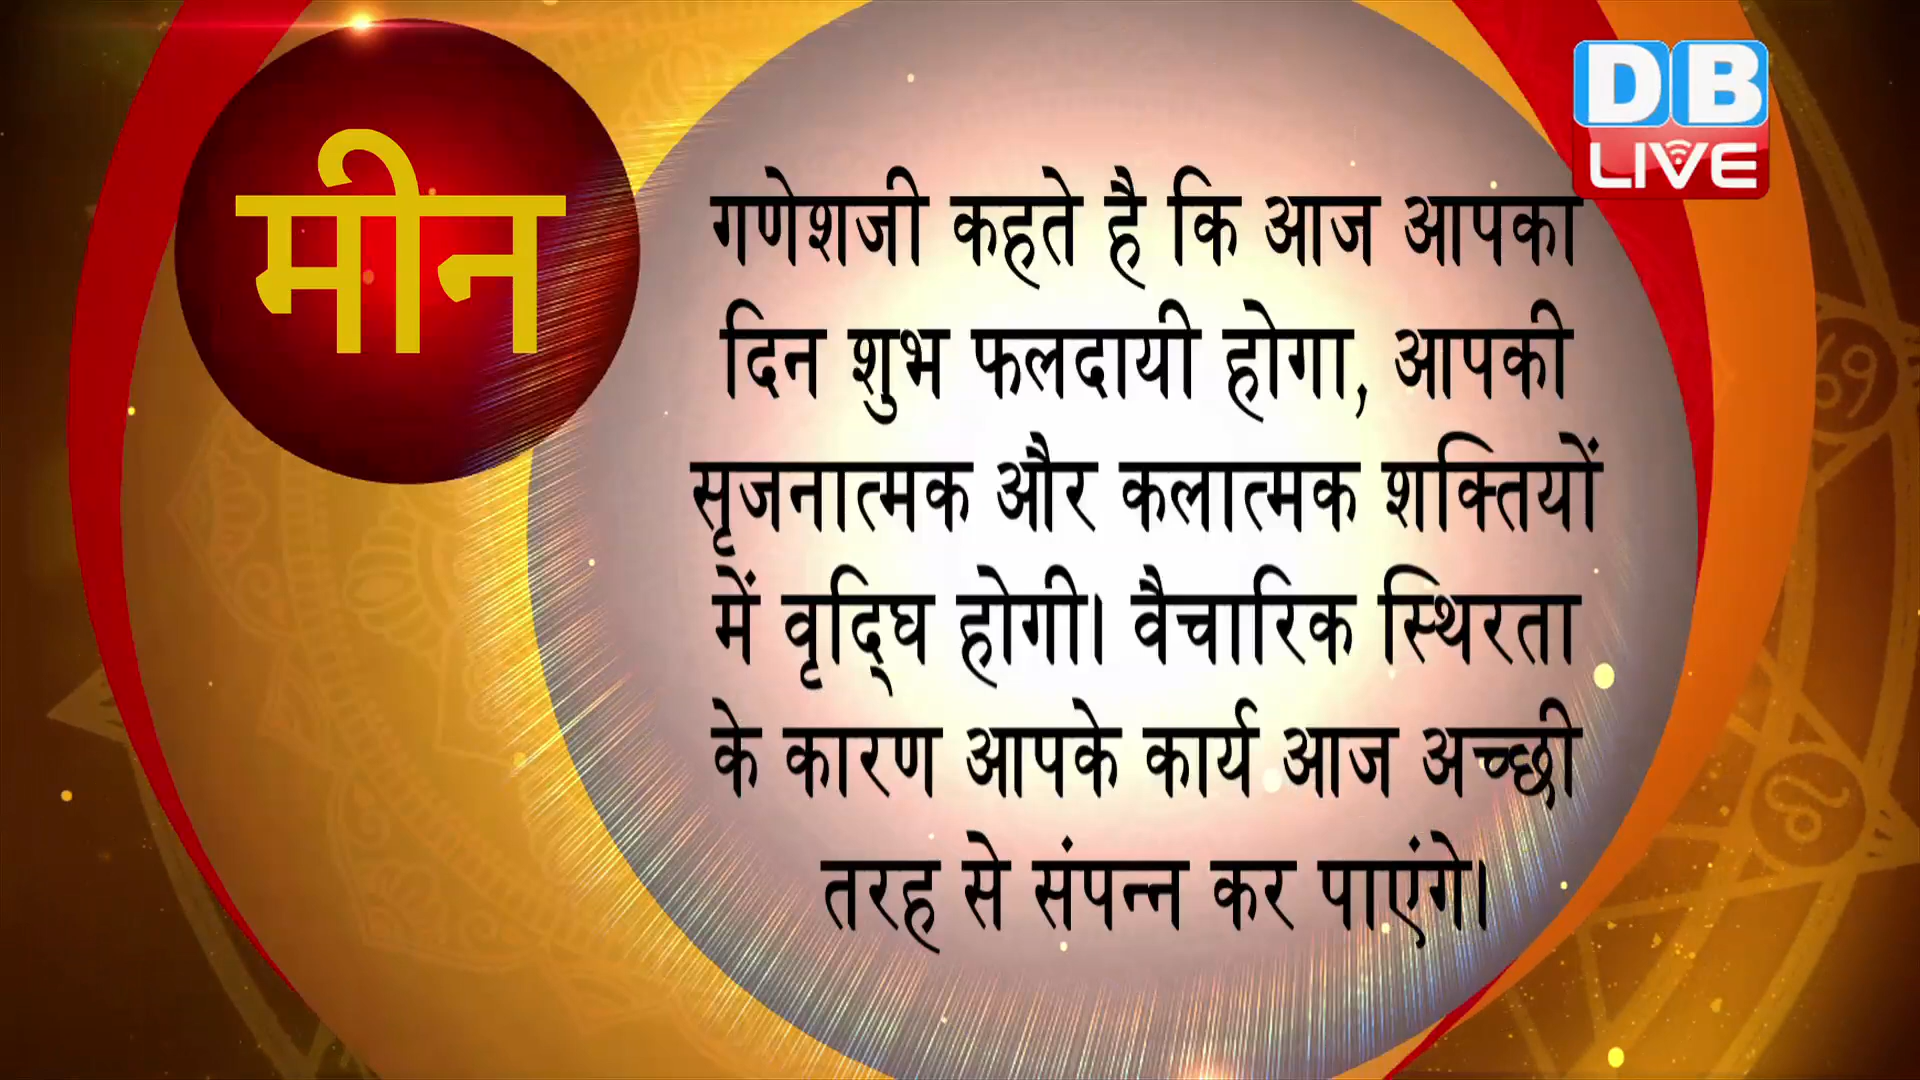 मीन
DB
LIVE
गणेशजी कहते है कि आज आपका
दिन शुभ फलदायी होगा, आपकी
सृजनात्मक और कलात्मक शक्तियों
में वृद्घि होगी। वैचारिक स्थिरता
के कारण आपके कार्य आज अच्छी
तरह से संपन्न कर पाएंगे।